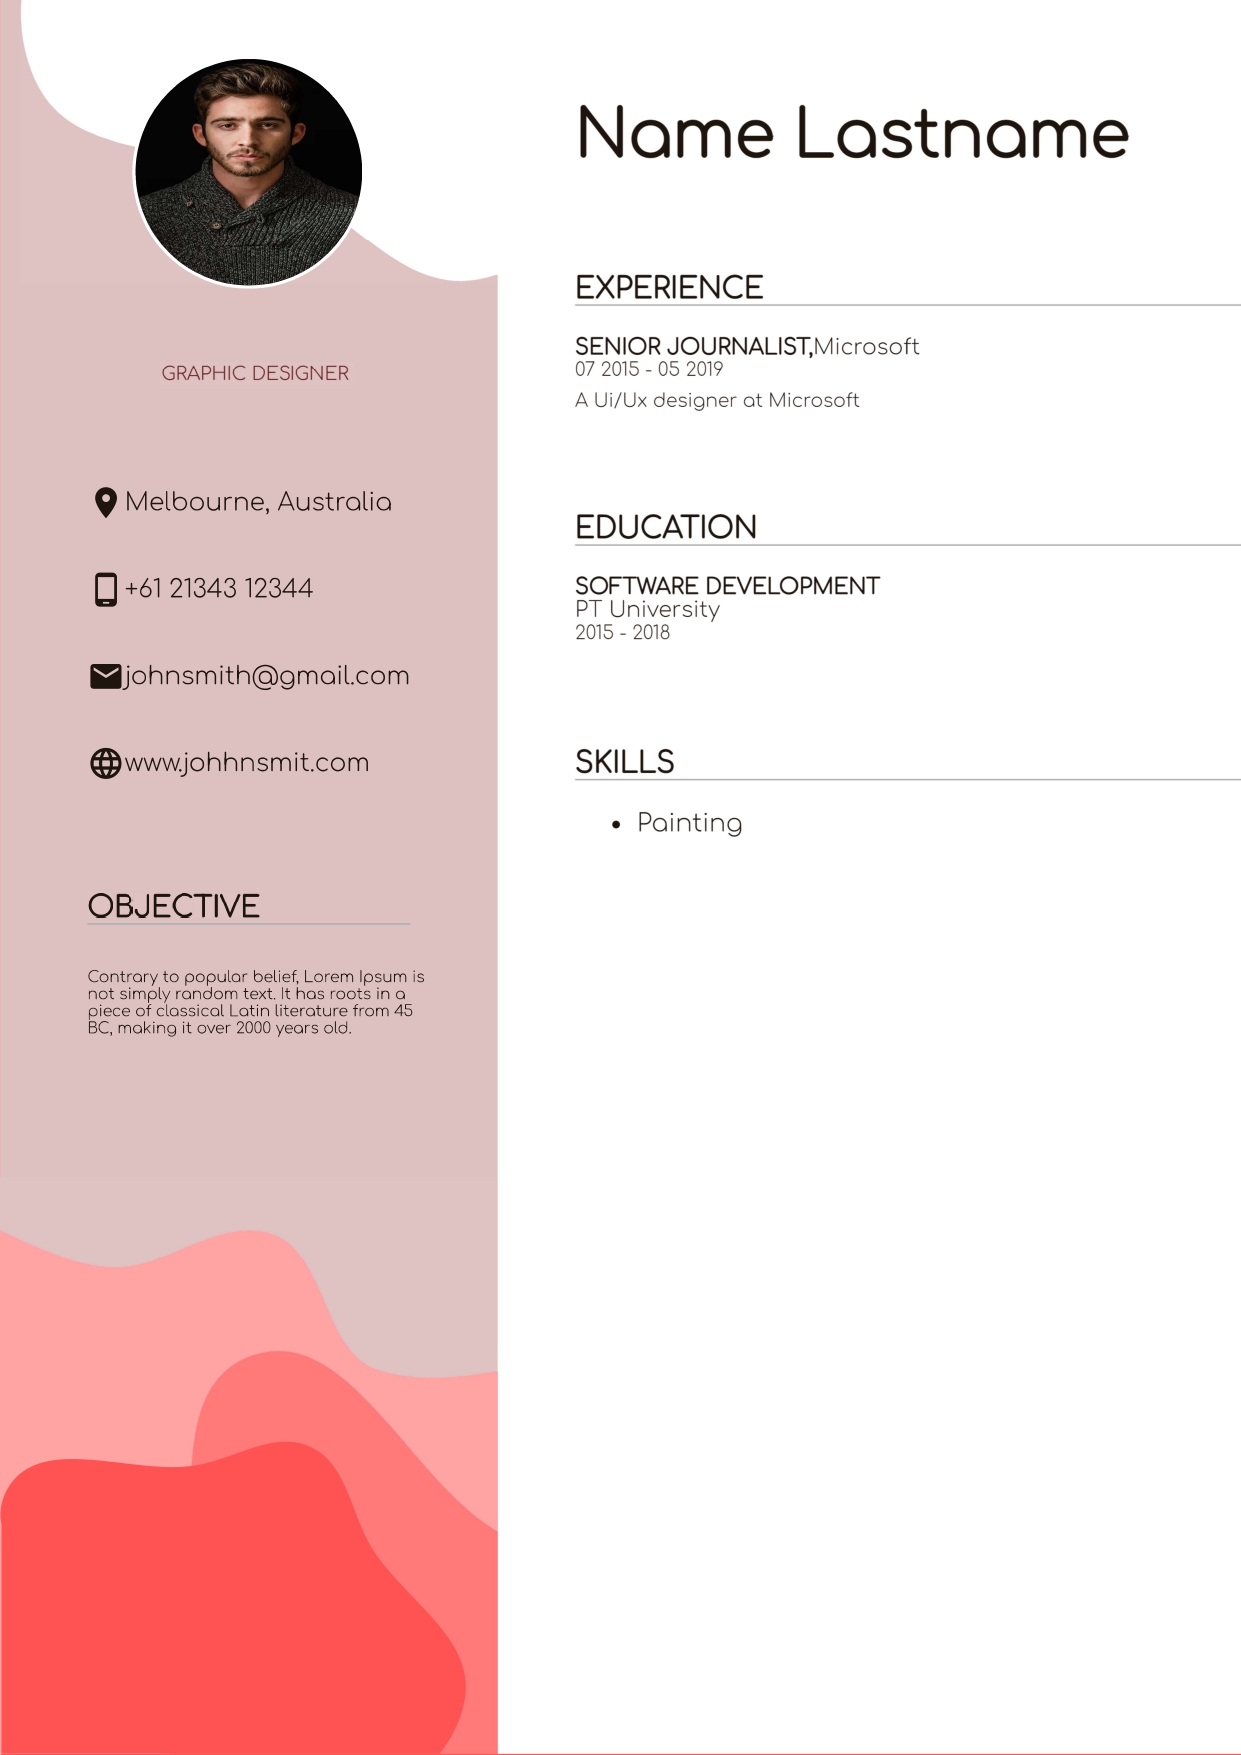 Name Lastname
GRAPHIC DESIGNER
Melbourne, Australia
+61 21343 12344
johnsmith@gmail.com
www.johhnsmit.com
OBJECTIVE
Contrary to popular belief, Lorem Ipsum is
not simply random text. It has roots in a
piece of classical Latin literature from 45
BC, making it over 2000 years old.
EXPERIENCE
SENIOR JOURNALIST,Microsoft
07 2015 - 05 2019
A Ui/Ux designer at Microsoft
EDUCATION
SOFTWARE DEVELOPMENT
PT University
2015 - 2018
SKILLS
• Painting